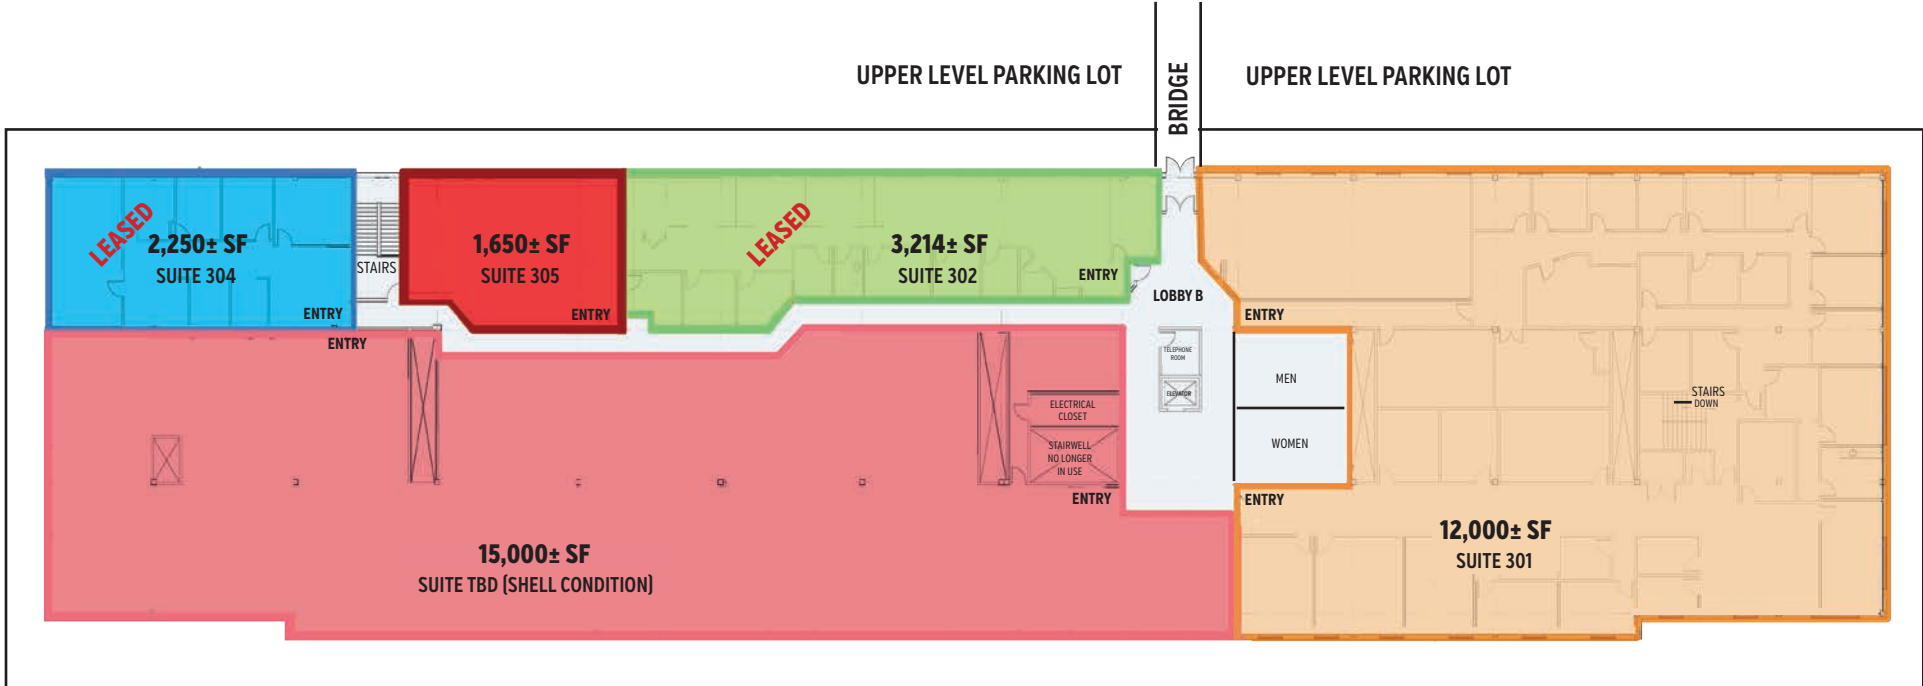 UPPER LEVEL PARKING LOT
BRIDGE
UPPER LEVEL PARKING LOT
LEASED
2,250± SF
SUITE 304
ENTRY
STAIRS
1,650± SF
SUITE 305
ENTRY
LEASED
3,214± SF
SUITE 302
ENTRY
LOBBY B
ENTRY
ENTRY
TELEPHONE
ROOM
ELEVATOR
MEN
WOMEN
ELECTRICAL
CLOSET
STAIRWELL
NO LONGER
IN USE
ENTRY
ENTRY
STAIRS
DOWN
15,000± SF
SUITE TBD (SHELL CONDITION)
12,000± SF
SUITE 301